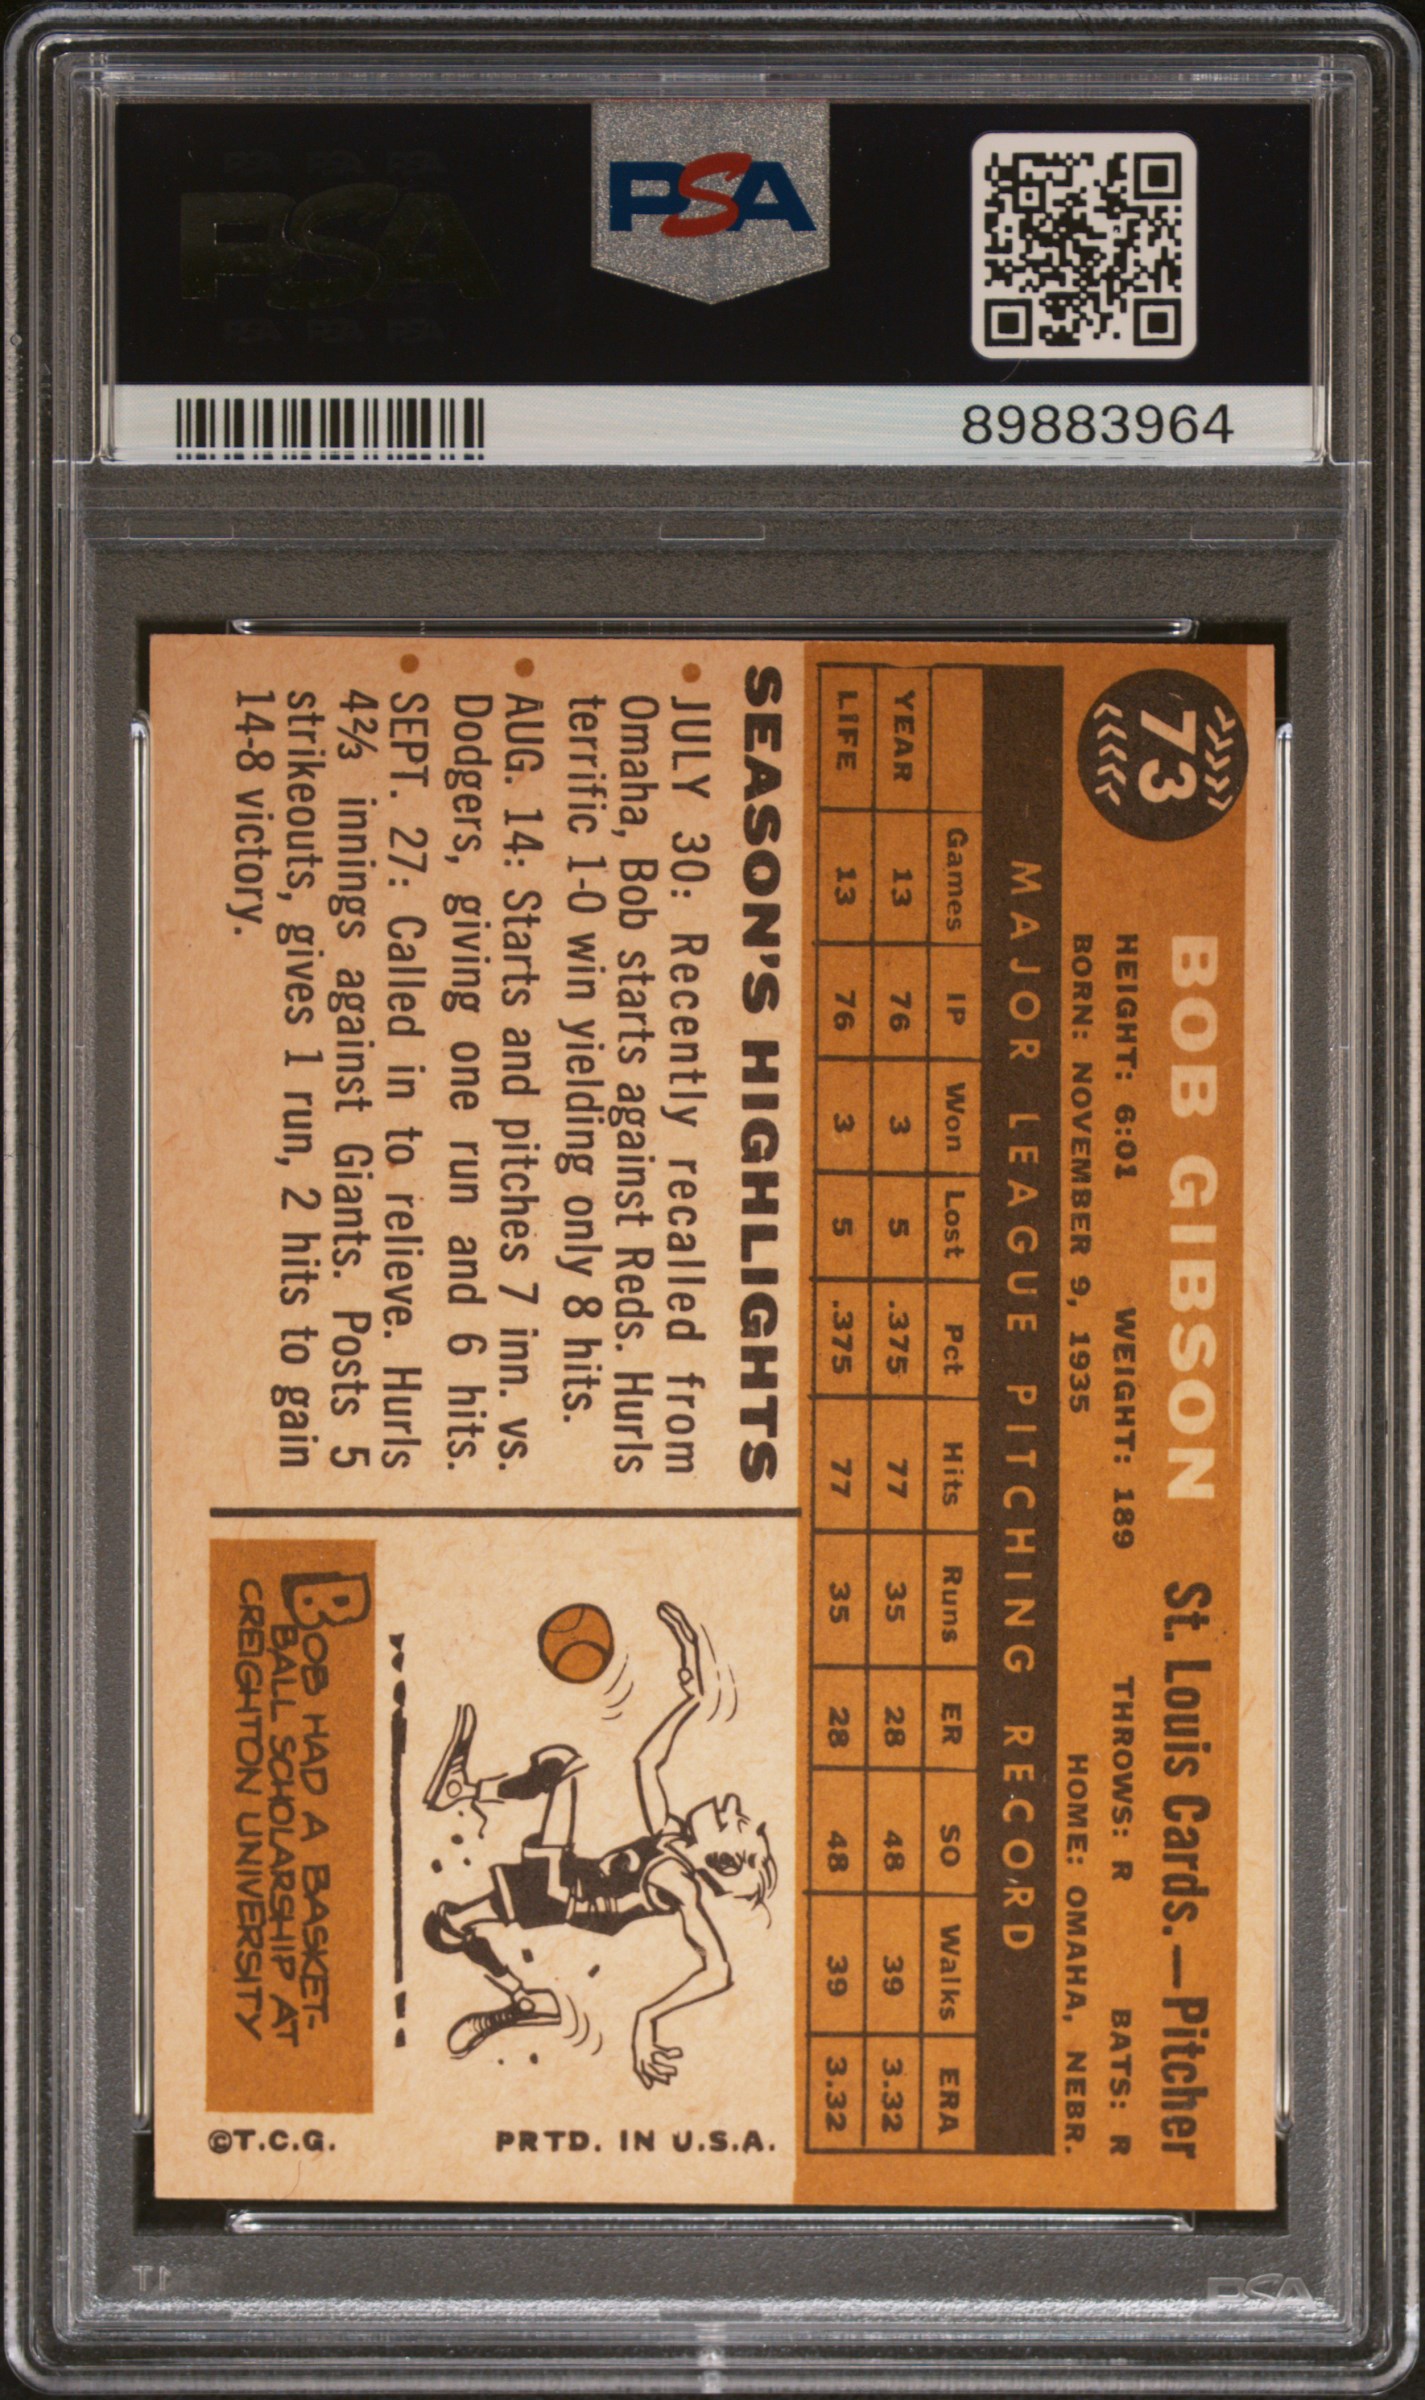 PSA
PSA PSA PSA
PSA
PSA PSA PSA
89883964
73
BOB GIBSON St. Louis Cards.—Pitcher
HEIGHT: 6:01 WEIGHT: 189 THROWS: R BATS: R
BORN: NOVEMBER 9, 1935 HOME: OMAHA, NEBR.
MAJOR LEAGUE PITCHING RECORD
Games IP Won Lost Pct Hits Runs ER SO Walks ERA
YEAR 13 76 3 5 .375 77 35 28 48 39 3.32
LIFE 13 76 3 5 .375 77 35 28 48 39 3.32
SEASON'S HIGHLIGHTS
• JULY 30: Recently recalled from
Omaha, Bob starts against Reds. Hurls
terrific 1-0 win yielding only 8 hits.
• AUG. 14: Starts and pitches 7 inn. vs.
Dodgers, giving one run and 6 hits.
• SEPT. 27: Called in to relieve. Hurls
4⅔ innings against Giants. Posts 5
strikeouts, gives 1 run, 2 hits to gain
14-8 victory.
BOB HAD A BASKET-
BALL SCHOLARSHIP AT
CREIGHTON UNIVERSITY
PRTD. IN U.S.A.
©T.C.G.
PSA